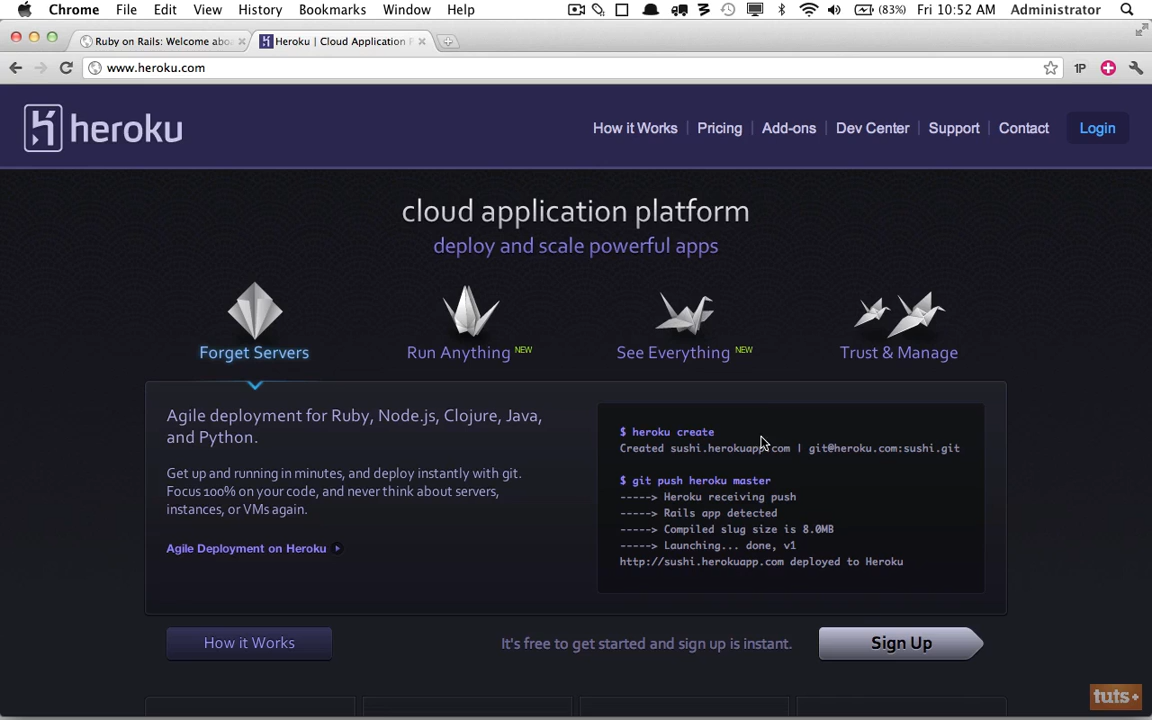 Chrome File Edit View History Bookmarks Window Help (83%) Fri 10:52 AM Administrator
Ruby on Rails: Welcome abo Heroku | Cloud Application
www.heroku.com 1P
heroku How it Works Pricing Add-ons Dev Center Support Contact Login
cloud application platform
deploy and scale powerful apps
Forget Servers Run Anything NEW See Everything NEW Trust & Manage
Agile deployment for Ruby, Node.js, Clojure, Java,
and Python.
Get up and running in minutes, and deploy instantly with git.
Focus 100% on your code, and never think about servers,
instances, or VMs again.
Agile Deployment on Heroku
$ heroku create
Created sushi.herokuapp.com | git@heroku.com:sushi.git
$ git push heroku master
-----> Heroku receiving push
-----> Rails app detected
-----> Compiled slug size is 8.0MB
-----> Launching... done, v1
http://sushi.herokuapp.com deployed to Heroku
How it Works It's free to get started and sign up is instant. Sign Up
tuts+